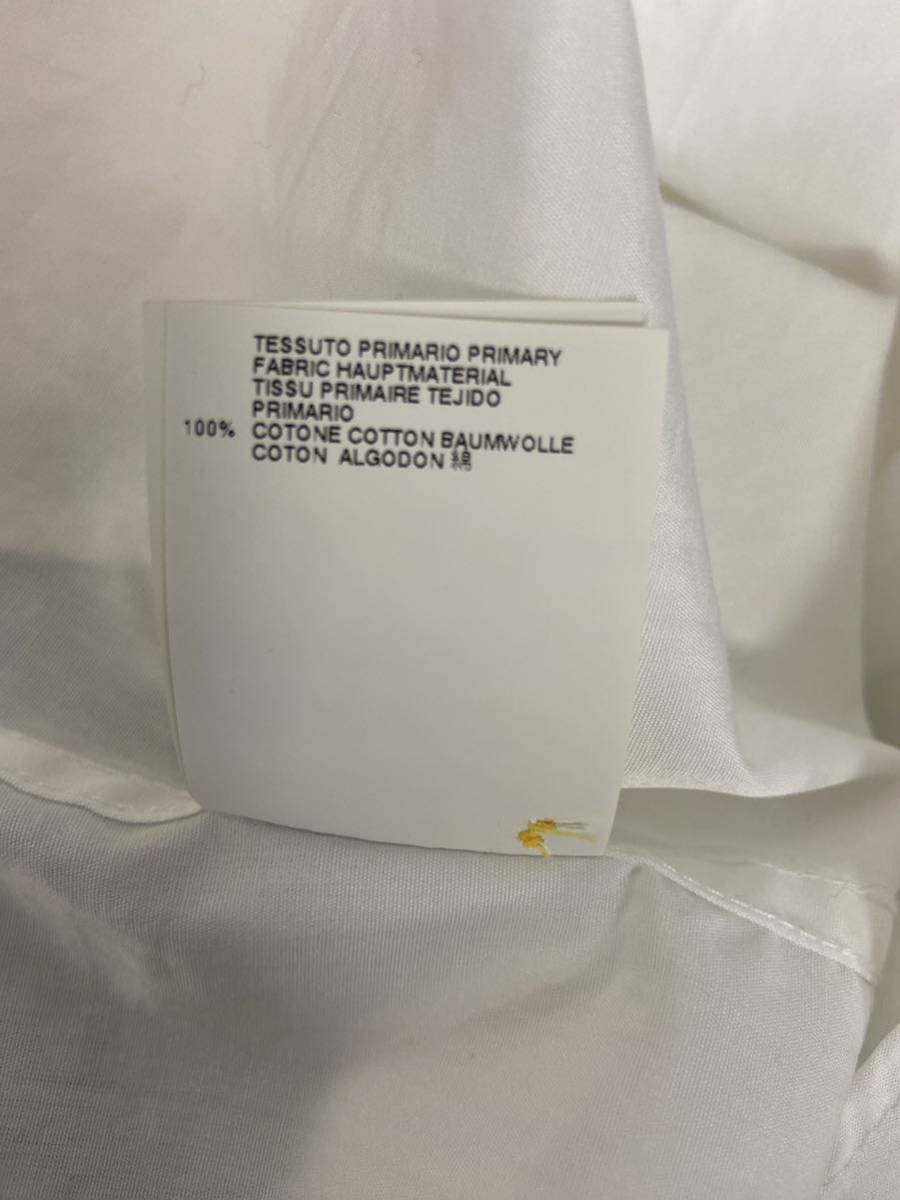 TESSUTO PRIMARIO PRIMARY
FABRIC HAUPTMATERIAL
TISSU PRIMAIRE TEJIDO
PRIMARIO
100% COTONE COTTON BAUMWOLLE
COTON ALGODON 綿